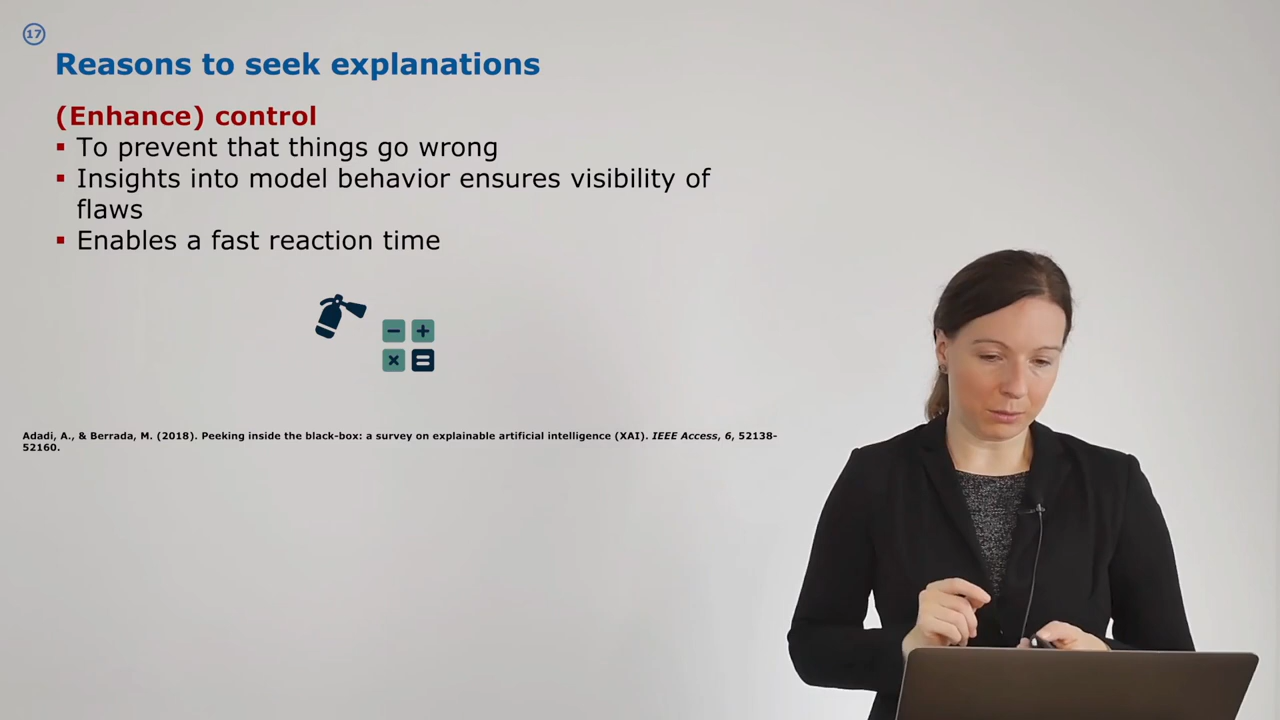 17
Reasons to seek explanations
(Enhance) control
▪ To prevent that things go wrong
▪ Insights into model behavior ensures visibility of
flaws
▪ Enables a fast reaction time
Adadi, A., & Berrada, M. (2018). Peeking inside the black-box: a survey on explainable artificial intelligence (XAI). IEEE Access, 6, 52138-
52160.